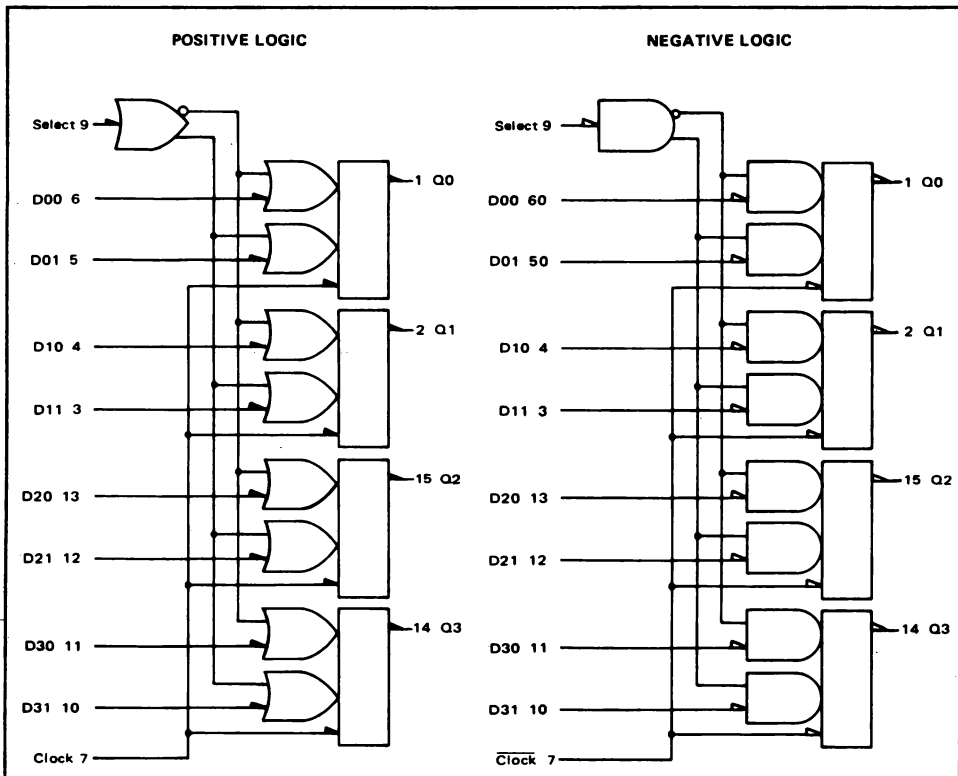 POSITIVE LOGIC
Select 9
D00 6
D01 5
D10 4
D11 3
D20 13
D21 12
D30 11
D31 10
Clock 7
1 Q0
2 Q1
15 Q2
14 Q3
NEGATIVE LOGIC
Select 9
D00 60
D01 50
D10 4
D11 3
D20 13
D21 12
D30 11
D31 10
C̅l̅o̅c̅k̅ 7
1 Q0
2 Q1
15 Q2
14 Q3